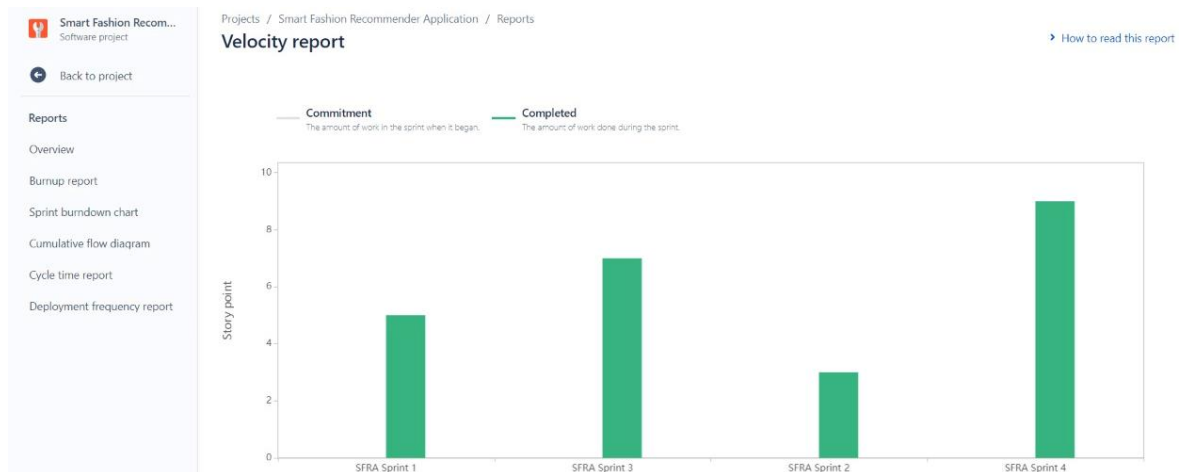 Smart Fashion Recom...
Software project
Back to project
Reports
Overview
Burnup report
Sprint burndown chart
Cumulative flow diagram
Cycle time report
Deployment frequency report
Projects / Smart Fashion Recommender Application / Reports
Velocity report
How to read this report
Commitment
The amount of work in the sprint when it began.
Completed
The amount of work done during the sprint.
Story point
10
8
6
4
2
0
SFRA Sprint 1
SFRA Sprint 3
SFRA Sprint 2
SFRA Sprint 4